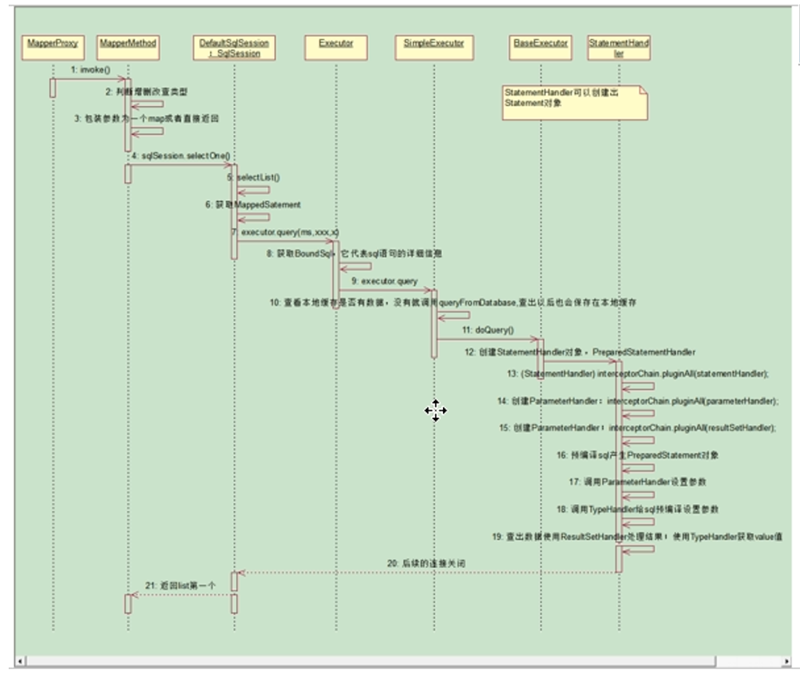 MapperProxy
MapperMethod
DefaultSqlSession
: SqlSession
Executor
SimpleExecutor
BaseExecutor
StatementHand
ler
1: invoke()
StatementHandler可以创建出
Statement对象
2: 判断增删改查类型
3: 包装参数为一个map或者直接返回
4: sqlSession.selectOne()
5: selectList()
6: 获取MappedSatement
7: executor.query(ms,xxx,x)
8: 获取BoundSql，它代表sql语句的详细信息
9: executor.query
10: 查看本地缓存是否有数据，没有就调用queryFromDatabase,查出以后也会保存在本地缓存
11: doQuery()
12: 创建StatementHandler对象，PreparedStatementHandler
13: (StatementHandler) interceptorChain.pluginAll(statementHandler);
14: 创建ParameterHandler：interceptorChain.pluginAll(parameterHandler);
15: 创建ParameterHandler：interceptorChain.pluginAll(resultSetHandler);
16: 预编译sql产生PreparedStatement对象
17: 调用ParameterHandler设置参数
18: 调用TypeHandler给sql预编译设置参数
19: 查出数据使用ResultSetHandler处理结果；使用TypeHandler获取value值
20: 后续的连接关闭
21: 返回list第一个